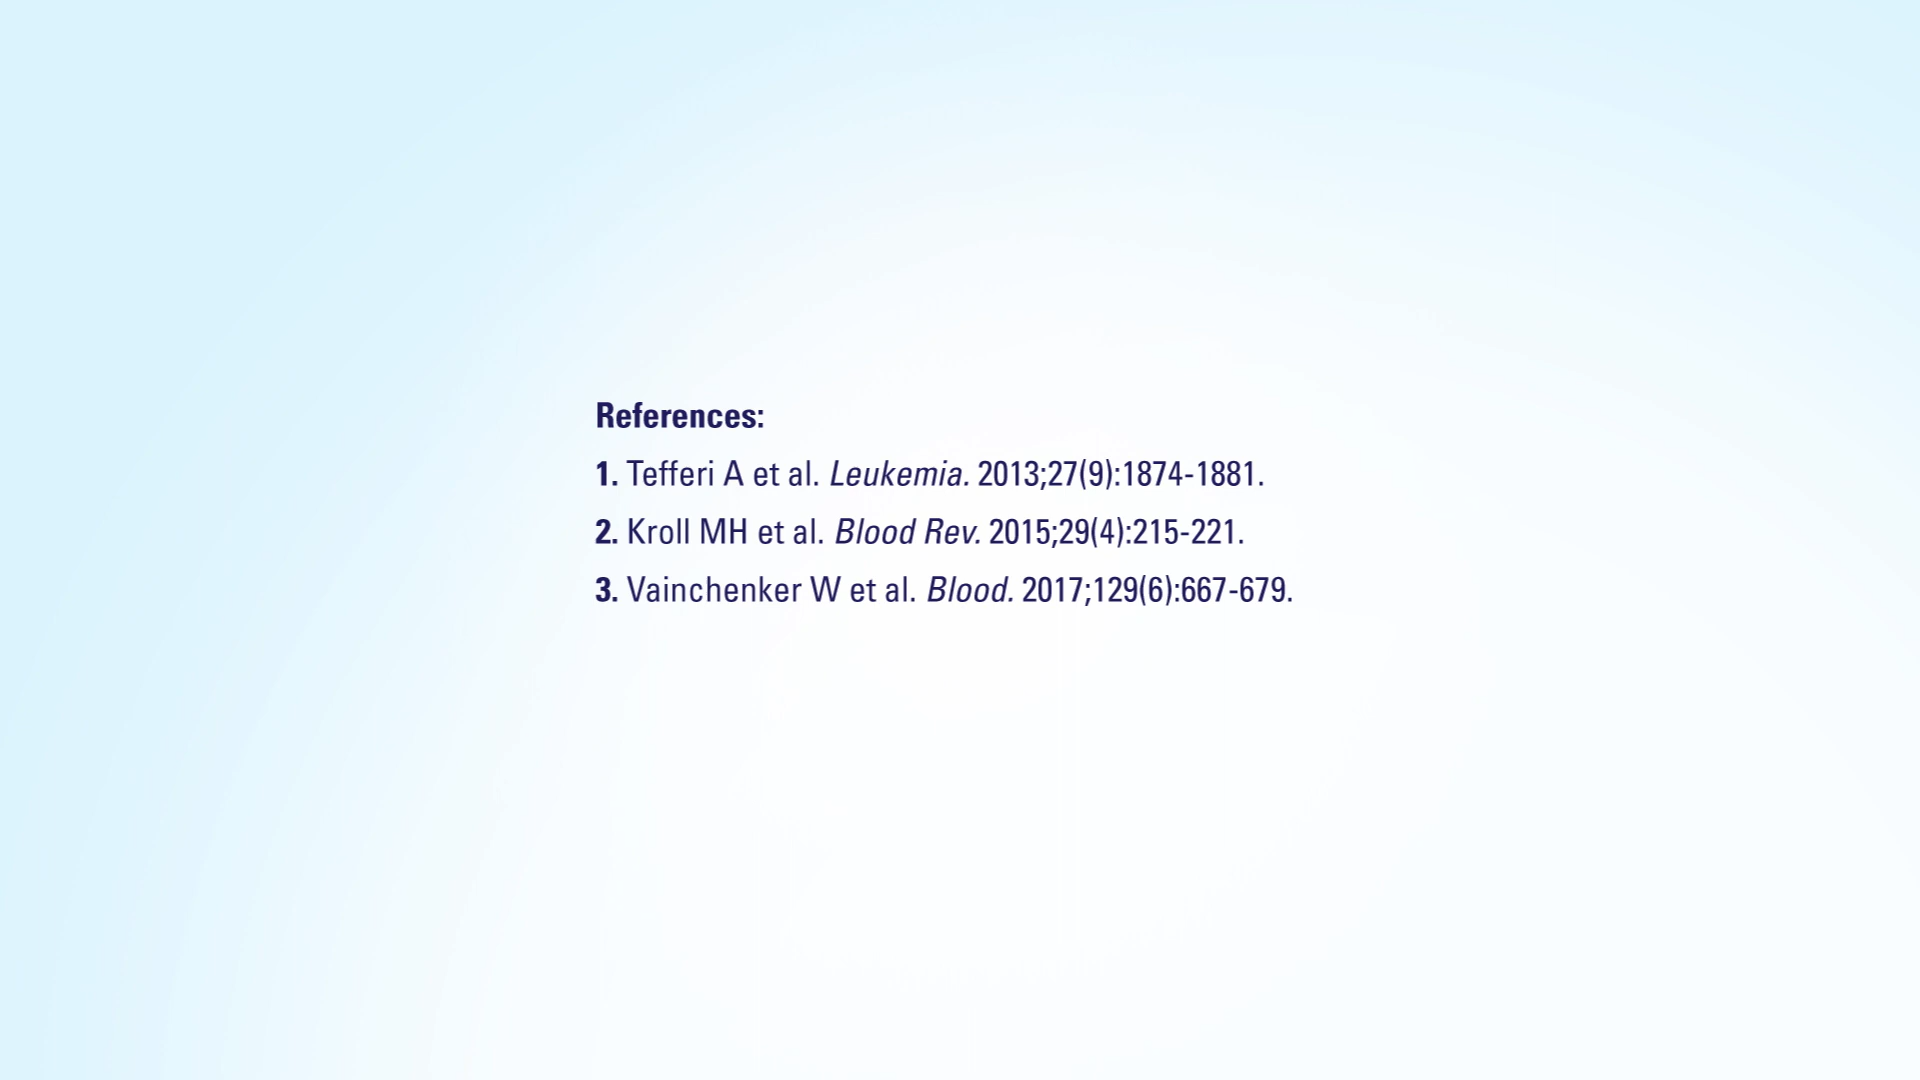 References:
1. Tefferi A et al. Leukemia. 2013;27(9):1874-1881.
2. Kroll MH et al. Blood Rev. 2015;29(4):215-221.
3. Vainchenker W et al. Blood. 2017;129(6):667-679.